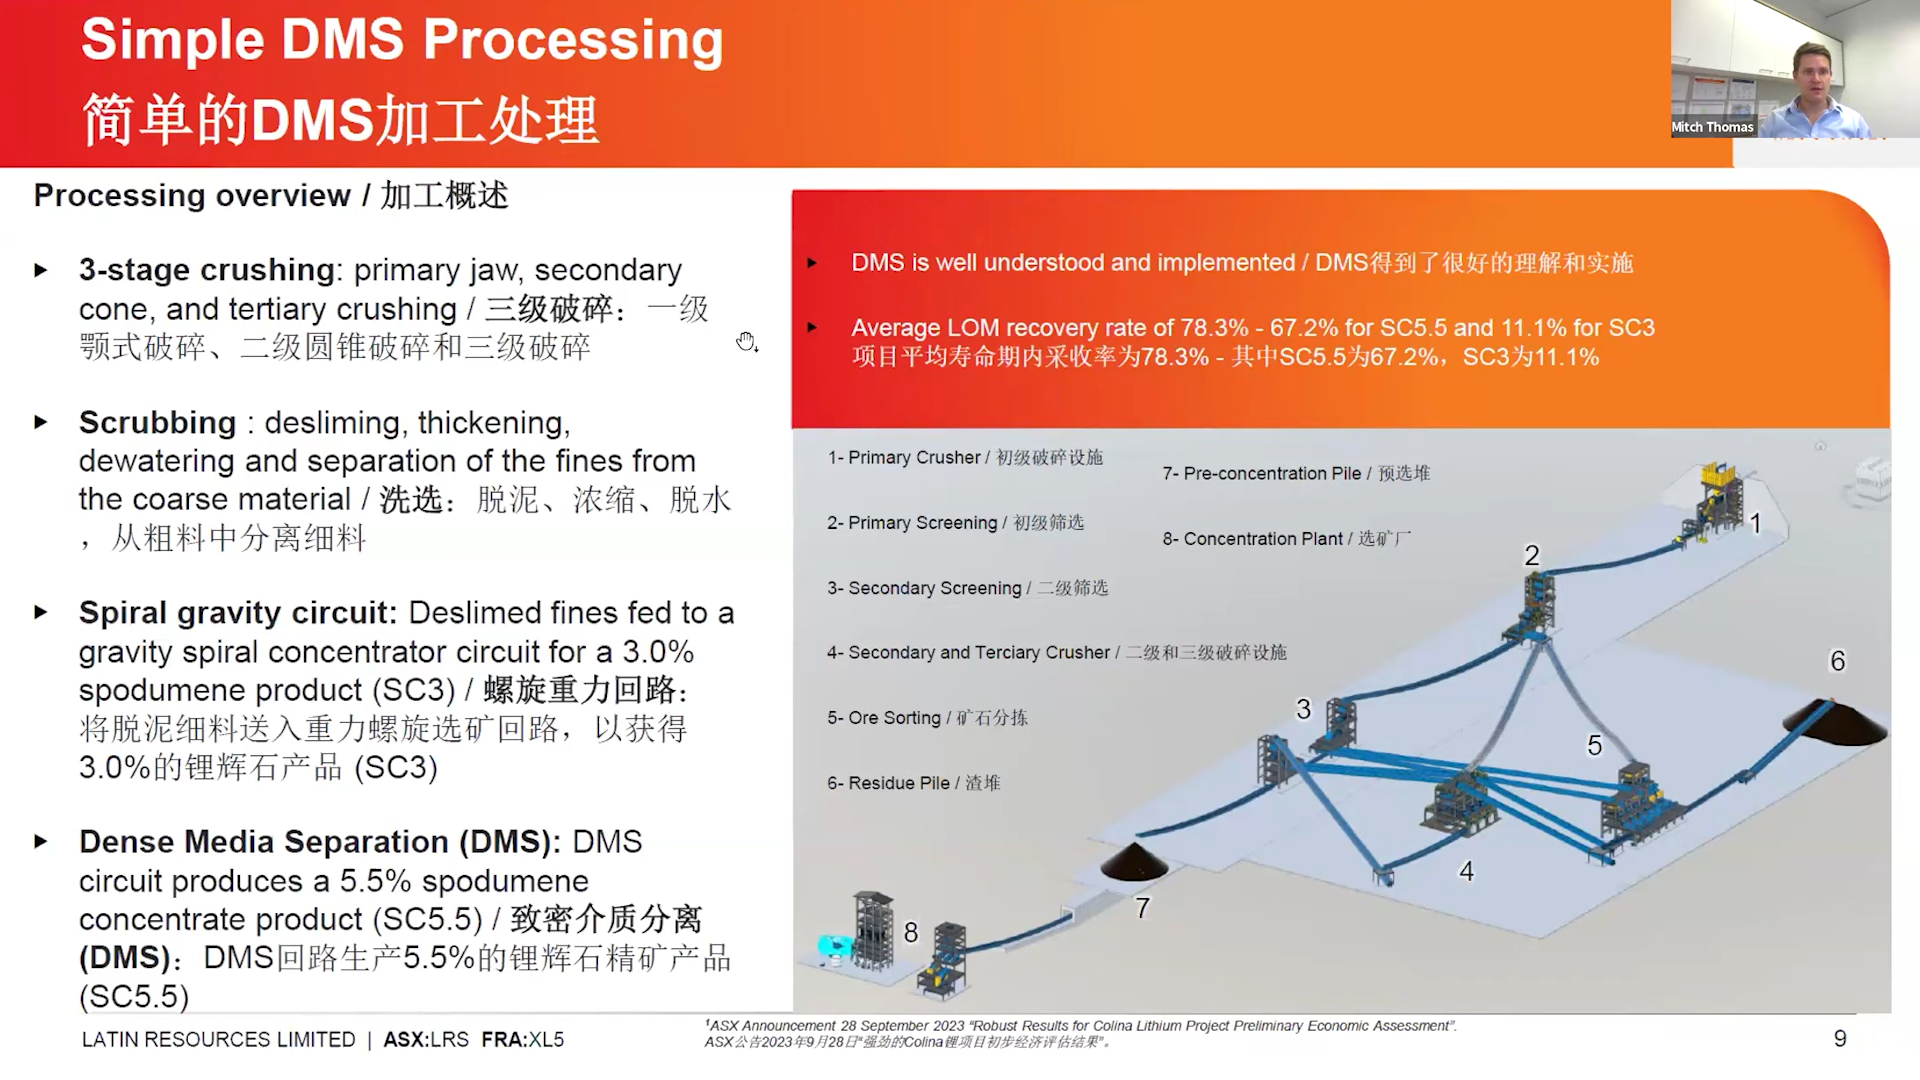 Simple DMS Processing
简单的DMS加工处理
Mitch Thomas
Processing overview / 加工概述
3-stage crushing: primary jaw, secondary
cone, and tertiary crushing / 三级破碎：一级
颚式破碎、二级圆锥破碎和三级破碎
Scrubbing : desliming, thickening,
dewatering and separation of the fines from
the coarse material / 洗选：脱泥、浓缩、脱水
，从粗料中分离细料
Spiral gravity circuit: Deslimed fines fed to a
gravity spiral concentrator circuit for a 3.0%
spodumene product (SC3) / 螺旋重力回路：
将脱泥细料送入重力螺旋选矿回路，以获得
3.0%的锂辉石产品 (SC3)
Dense Media Separation (DMS): DMS
circuit produces a 5.5% spodumene
concentrate product (SC5.5) / 致密介质分离
(DMS)：DMS回路生产5.5%的锂辉石精矿产品
(SC5.5)
DMS is well understood and implemented / DMS得到了很好的理解和实施
Average LOM recovery rate of 78.3% - 67.2% for SC5.5 and 11.1% for SC3
项目平均寿命期内采收率为78.3% - 其中SC5.5为67.2%，SC3为11.1%
1- Primary Crusher / 初级破碎设施
2- Primary Screening / 初级筛选
3- Secondary Screening / 二级筛选
4- Secondary and Terciary Crusher / 二级和三级破碎设施
5- Ore Sorting / 矿石分拣
6- Residue Pile / 渣堆
7- Pre-concentration Pile / 预选堆
8- Concentration Plant / 选矿厂
1
2
3
4
5
6
7
8
LATIN RESOURCES LIMITED | ASX:LRS FRA:XL5
¹ASX Announcement 28 September 2023 "Robust Results for Colina Lithium Project Preliminary Economic Assessment".
ASX公告2023年9月28日"强劲的Colina锂项目初步经济评估结果"。
9